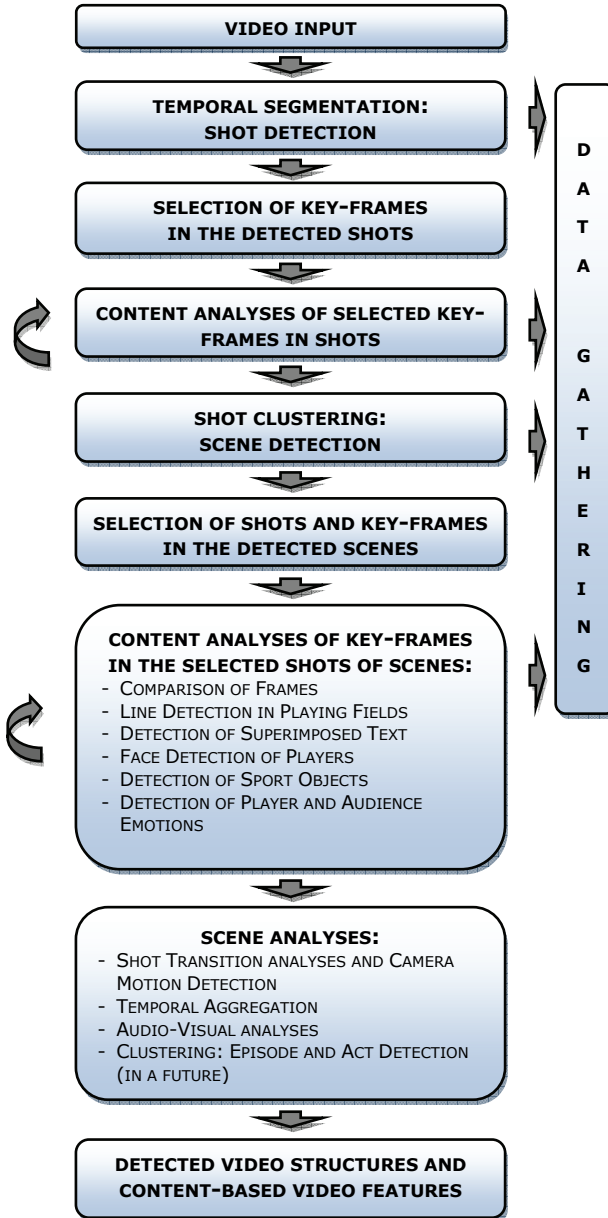 VIDEO INPUT
TEMPORAL SEGMENTATION:
SHOT DETECTION
SELECTION OF KEY-FRAMES
IN THE DETECTED SHOTS
CONTENT ANALYSES OF SELECTED KEY-
FRAMES IN SHOTS
SHOT CLUSTERING:
SCENE DETECTION
SELECTION OF SHOTS AND KEY-FRAMES
IN THE DETECTED SCENES
CONTENT ANALYSES OF KEY-FRAMES
IN THE SELECTED SHOTS OF SCENES:
- COMPARISON OF FRAMES
- LINE DETECTION IN PLAYING FIELDS
- DETECTION OF SUPERIMPOSED TEXT
- FACE DETECTION OF PLAYERS
- DETECTION OF SPORT OBJECTS
- DETECTION OF PLAYER AND AUDIENCE
EMOTIONS
SCENE ANALYSES:
- SHOT TRANSITION ANALYSES AND CAMERA
MOTION DETECTION
- TEMPORAL AGGREGATION
- AUDIO-VISUAL ANALYSES
- CLUSTERING: EPISODE AND ACT DETECTION
(IN A FUTURE)
DETECTED VIDEO STRUCTURES AND
CONTENT-BASED VIDEO FEATURES
DATA GATHERING